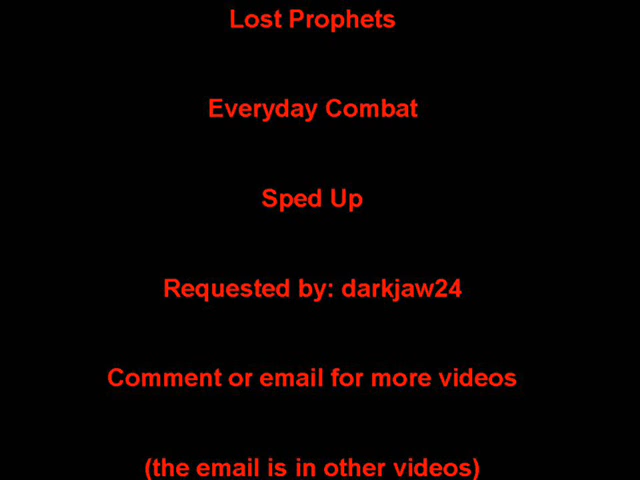 Lost Prophets
Everyday Combat
Sped Up
Requested by: darkjaw24
Comment or email for more videos
(the email is in other videos)